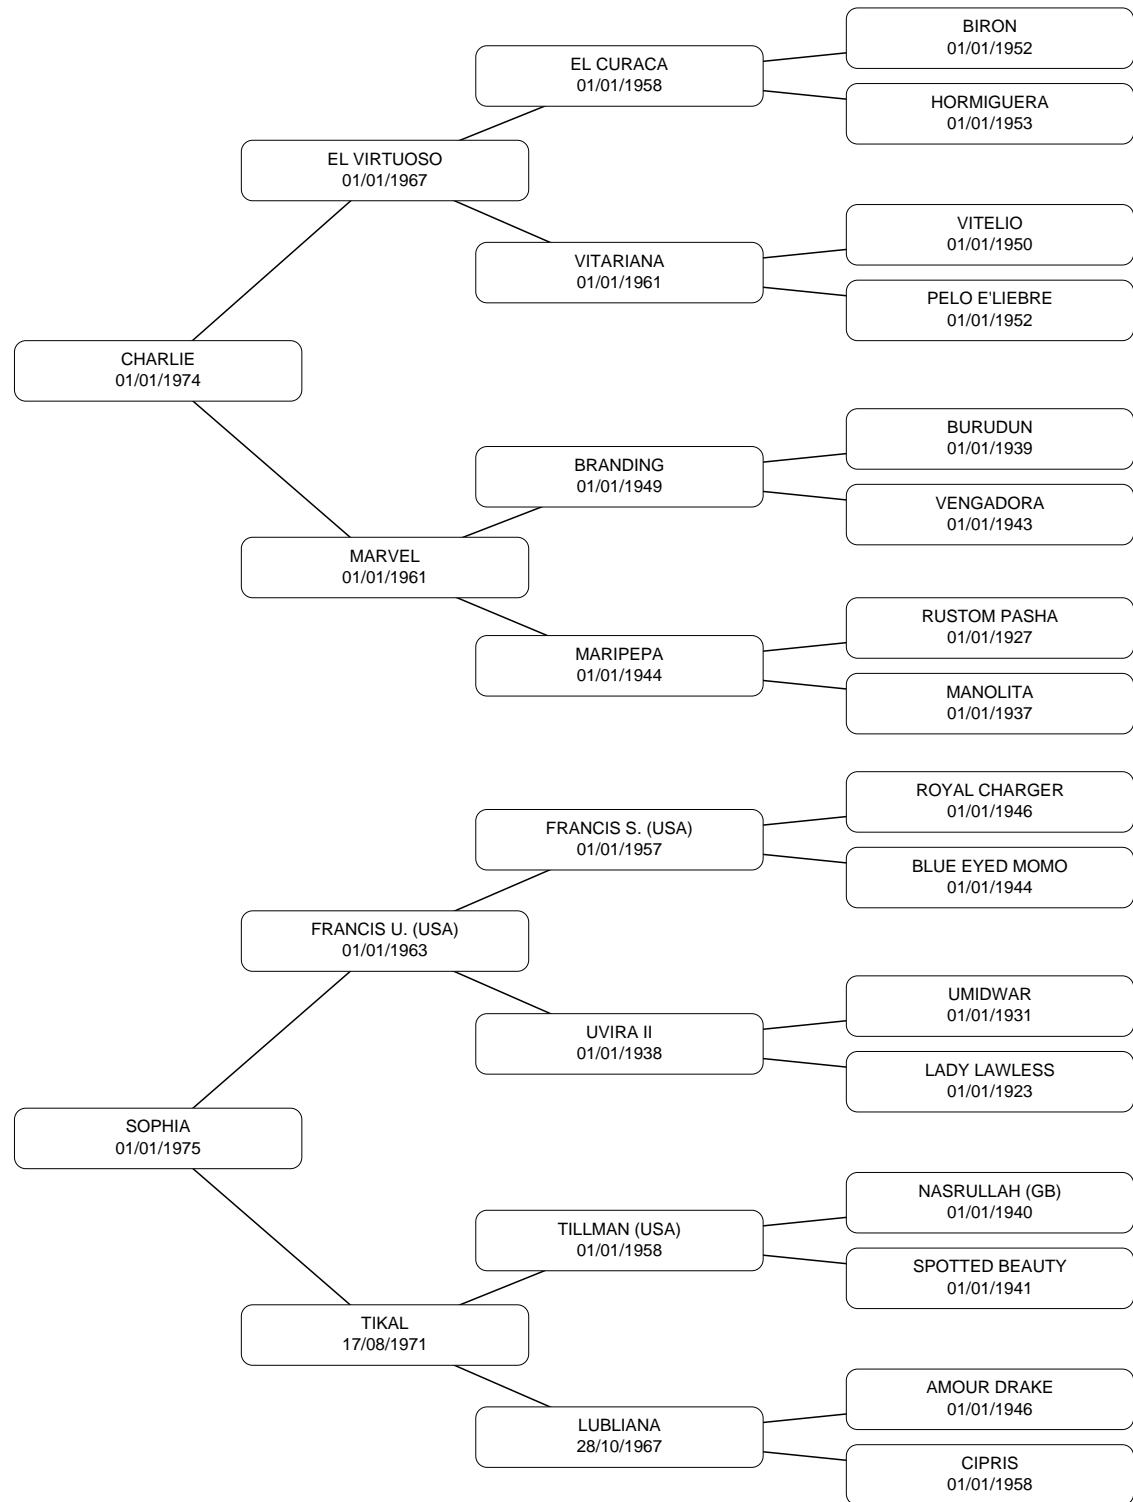 BIRON
01/01/1952
EL CURACA
01/01/1958
HORMIGUERA
01/01/1953
EL VIRTUOSO
01/01/1967
VITELIO
01/01/1950
VITARIANA
01/01/1961
PELO E'LIEBRE
01/01/1952
CHARLIE
01/01/1974
BURUDUN
01/01/1939
BRANDING
01/01/1949
VENGADORA
01/01/1943
MARVEL
01/01/1961
RUSTOM PASHA
01/01/1927
MARIPEPA
01/01/1944
MANOLITA
01/01/1937
ROYAL CHARGER
01/01/1946
FRANCIS S. (USA)
01/01/1957
BLUE EYED MOMO
01/01/1944
FRANCIS U. (USA)
01/01/1963
UMIDWAR
01/01/1931
UVIRA II
01/01/1938
LADY LAWLESS
01/01/1923
SOPHIA
01/01/1975
NASRULLAH (GB)
01/01/1940
TILLMAN (USA)
01/01/1958
SPOTTED BEAUTY
01/01/1941
TIKAL
17/08/1971
AMOUR DRAKE
01/01/1946
LUBLIANA
28/10/1967
CIPRIS
01/01/1958